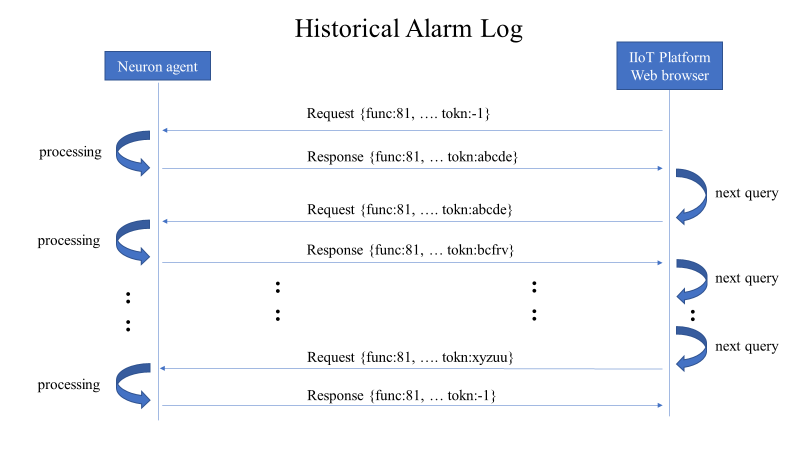 Historical Alarm Log
Neuron agent
IIoT Platform
Web browser
Request {func:81, …. tokn:-1}
processing
Response {func:81, … tokn:abcde}
next query
Request {func:81, …. tokn:abcde}
processing
Response {func:81, … tokn:bcfrv}
next query
next query
Request {func:81, …. tokn:xyzuu}
processing
Response {func:81, … tokn:-1}